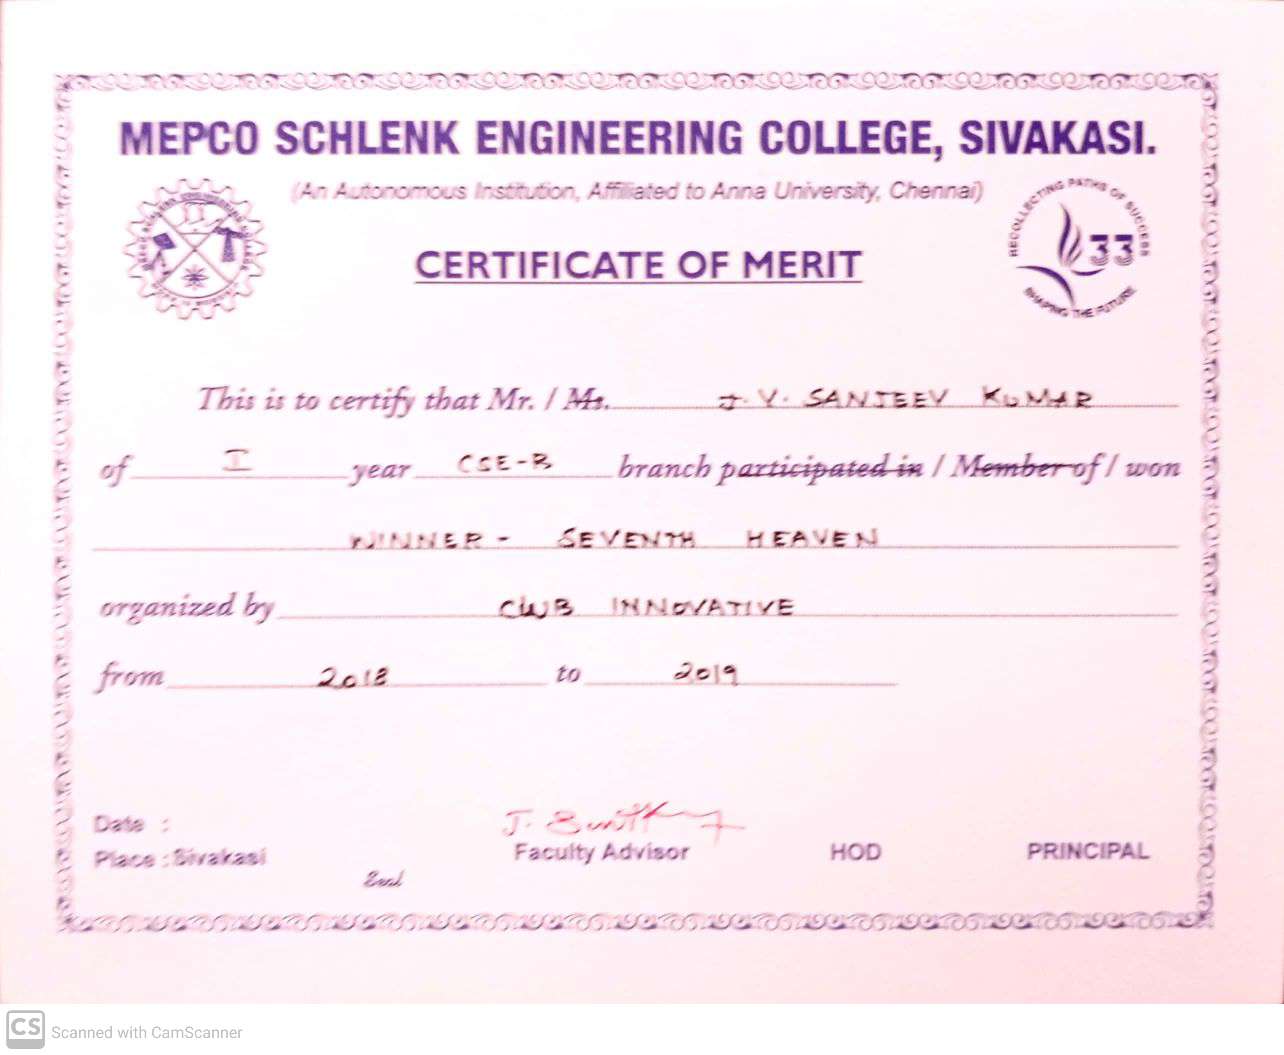 MEPCO SCHLENK ENGINEERING COLLEGE, SIVAKASI.
(An Autonomous Institution, Affiliated to Anna University, Chennai)
RECOLLECTING PATHS OF SUCCESS
33
SHAPING THE FUTURE
CERTIFICATE OF MERIT
This is to certify that Mr. / Ms. J. V. SANJEEV KUMAR
of I year CSE-B branch participated in / Member of / won
WINNER - SEVENTH HEAVEN
organized by CLUB INNOVATIVE
from 2018 to 2019
Date :
Place : Sivakasi
Seal
Faculty Advisor
HOD
PRINCIPAL
CS Scanned with CamScanner